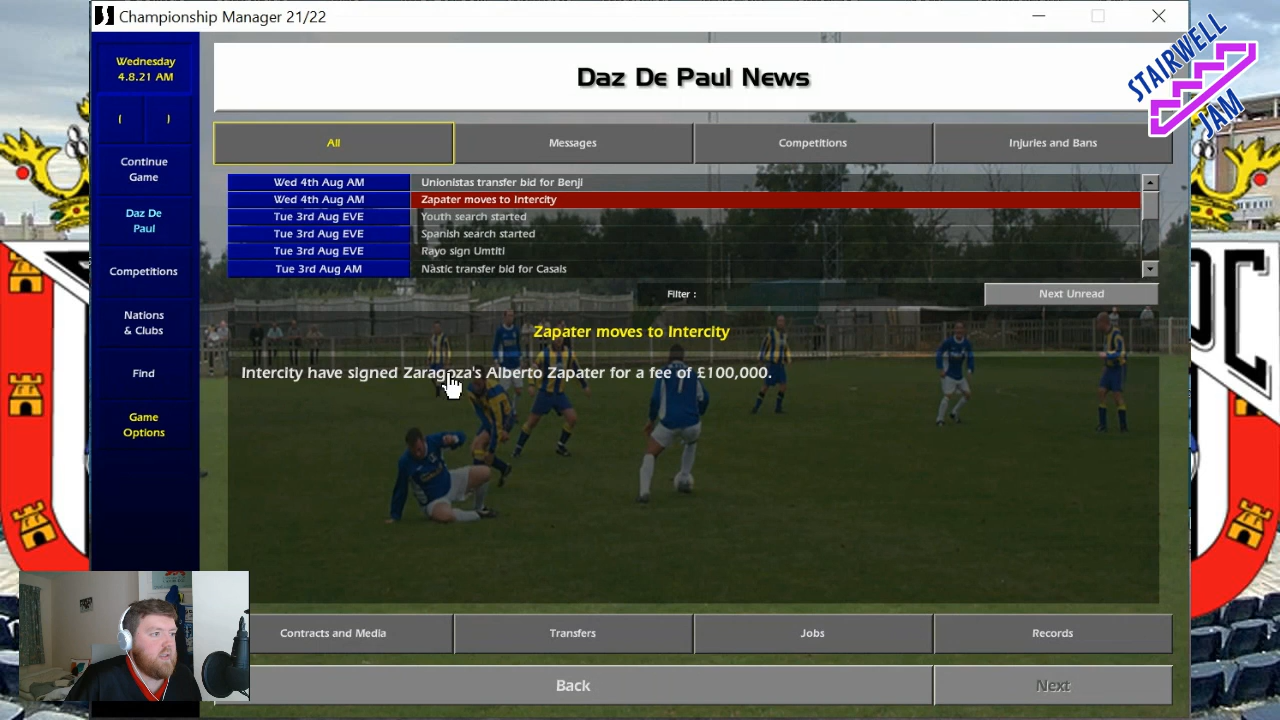 Championship Manager 21/22
STAIRWELL
JAM
Wednesday
4.8.21 AM
Continue
Game
Daz De
Paul
Competitions
Nations
& Clubs
Find
Game
Options
Daz De Paul News
All
Messages
Competitions
Injuries and Bans
Wed 4th Aug AM Unionistas transfer bid for Benji
Wed 4th Aug AM Zapater moves to Intercity
Tue 3rd Aug EVE Youth search started
Tue 3rd Aug EVE Spanish search started
Tue 3rd Aug EVE Rayo sign Umtiti
Tue 3rd Aug AM Nàstic transfer bid for Casals
Filter :
Next Unread
Zapater moves to Intercity
Intercity have signed Zaragoza's Alberto Zapater for a fee of £100,000.
Contracts and Media
Transfers
Jobs
Records
Back
Next